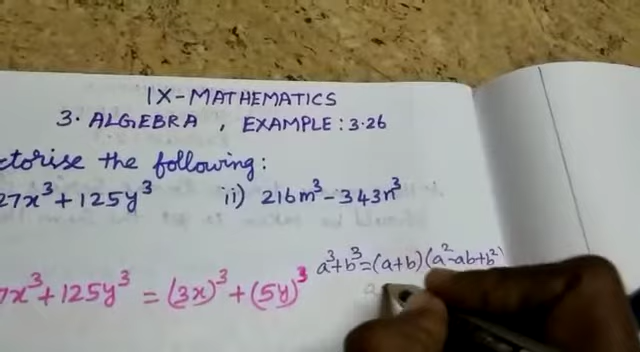 IX-MATHEMATICS
3. ALGEBRA, EXAMPLE: 3.26
ctorise the following:
27x³+125y³ ii) 216m³-343n³
a³+b³=(a+b)(a²-ab+b²)
7x³+125y³ = (3x)³+(5y)³